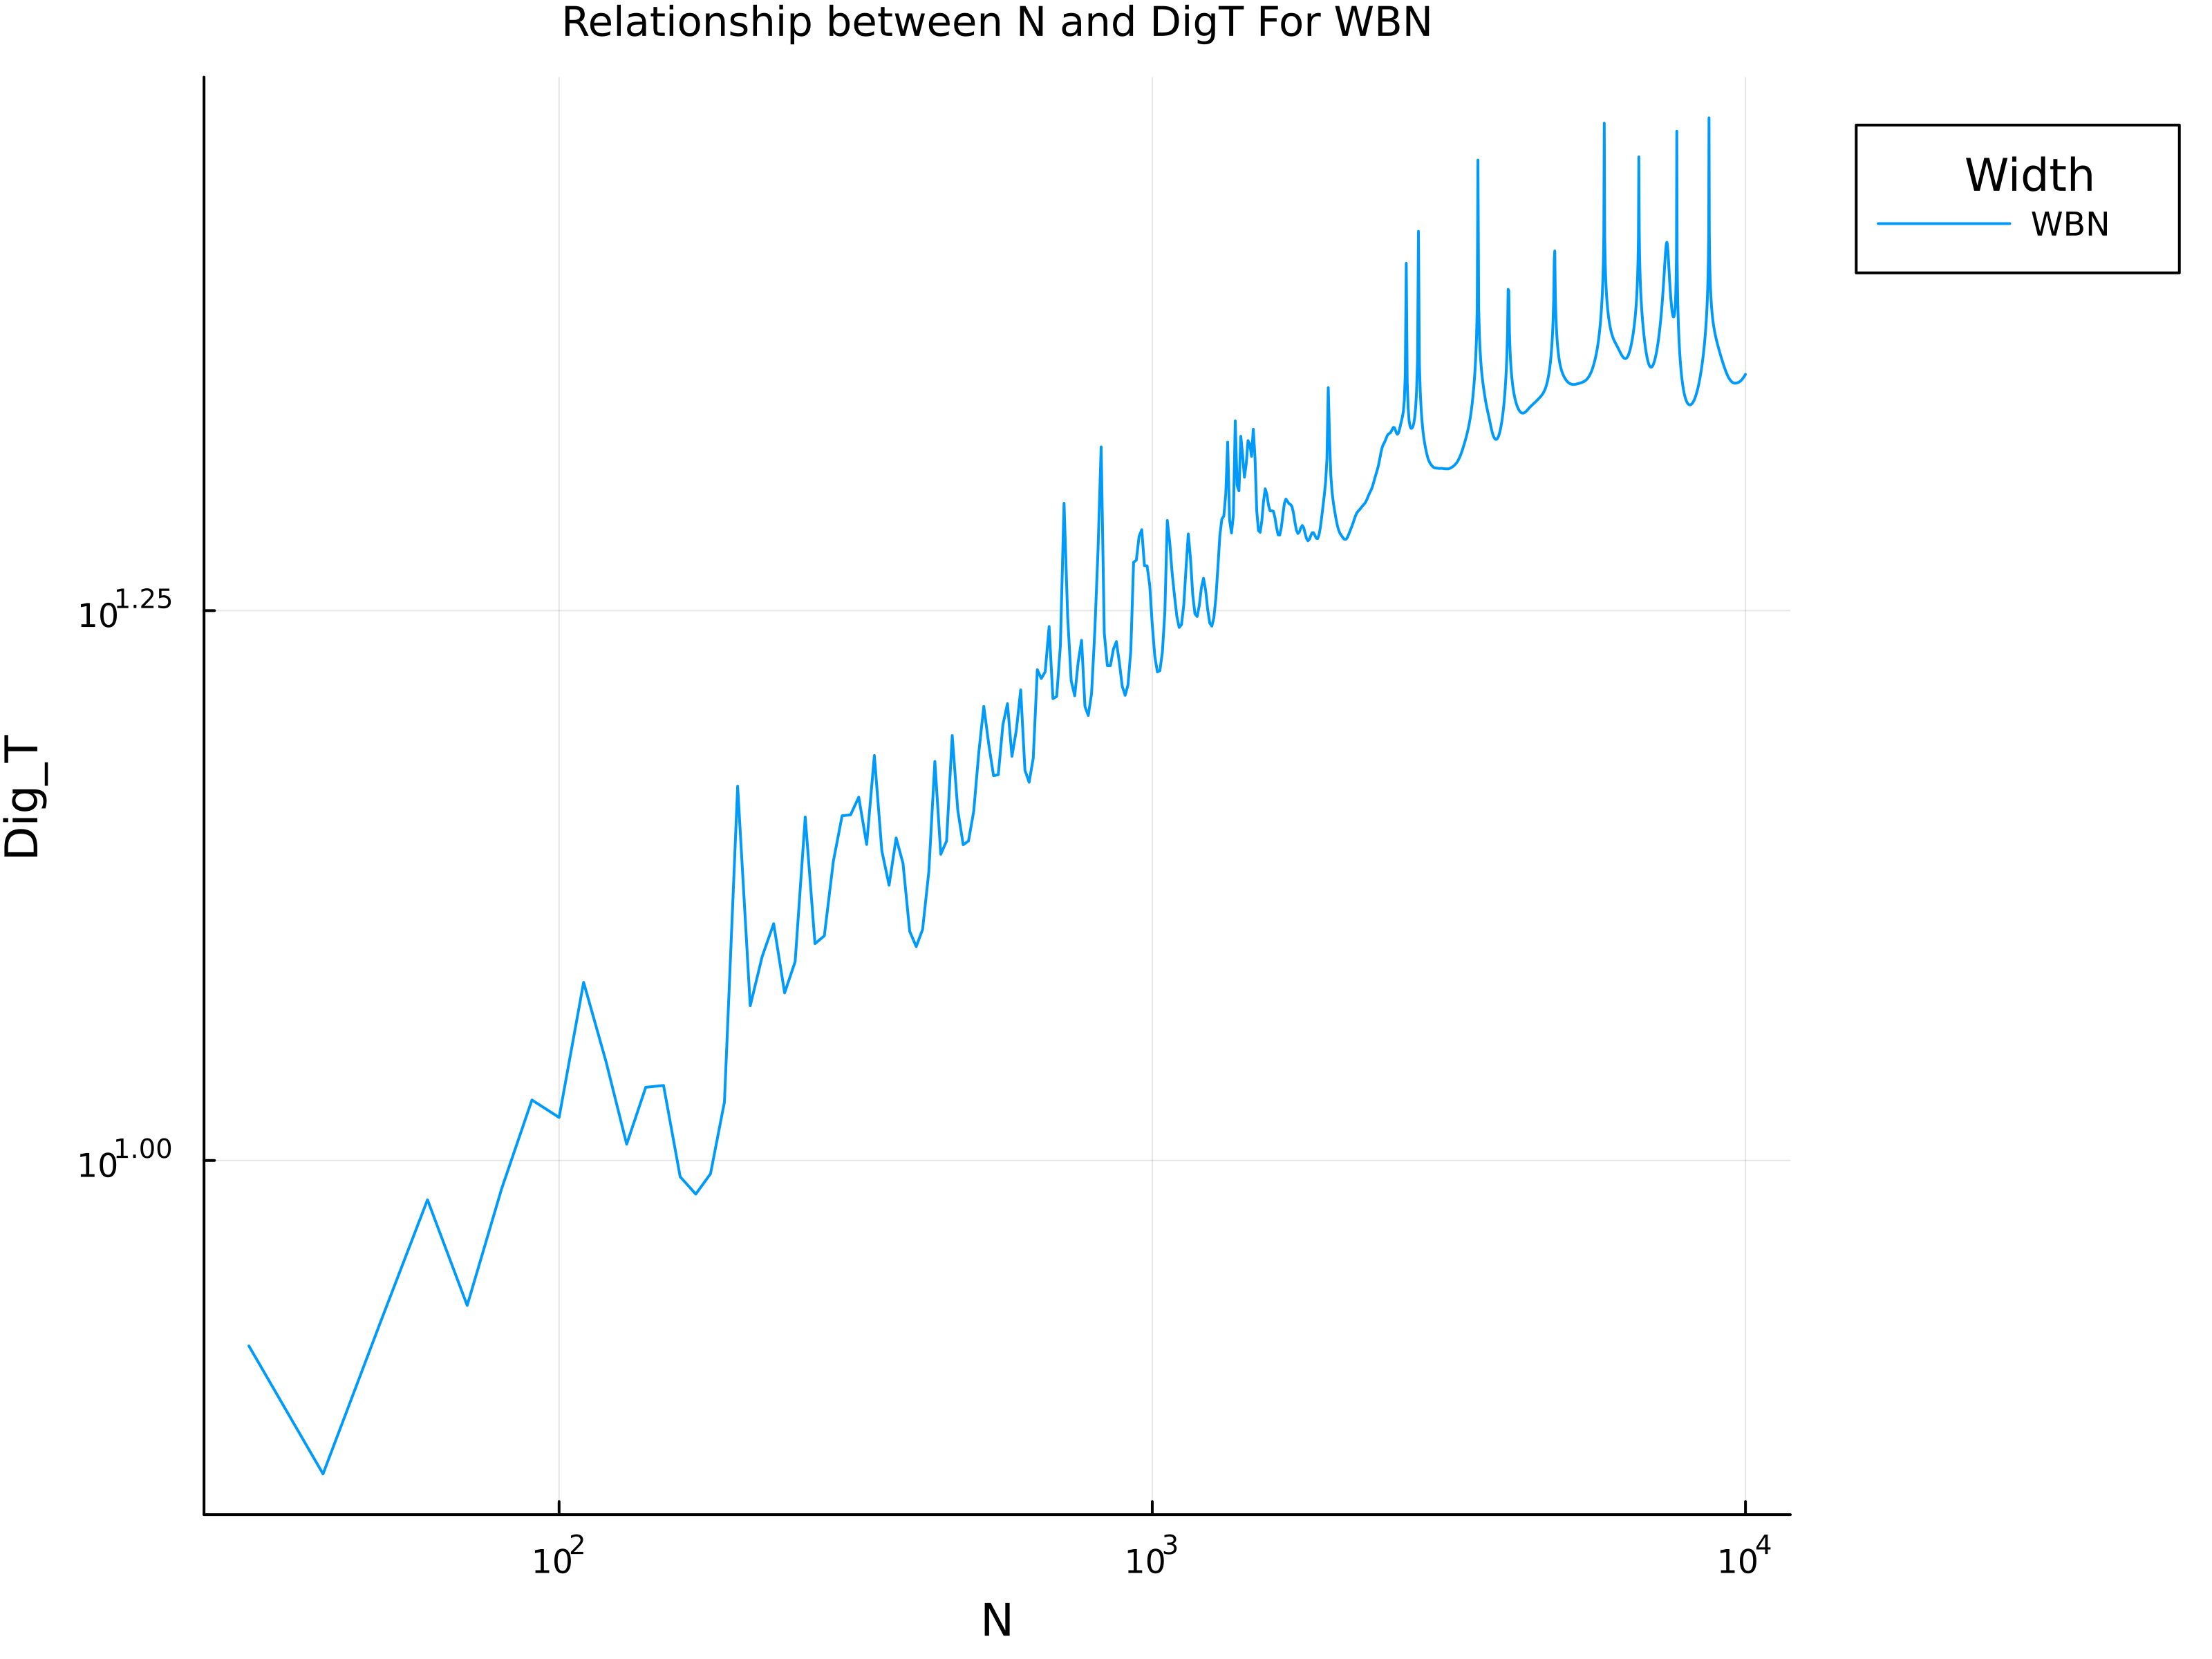 Relationship between N and DigT For WBN
Width
WBN
10^1.25
Dig_T
10^1.00
10^2
10^3
10^4
N